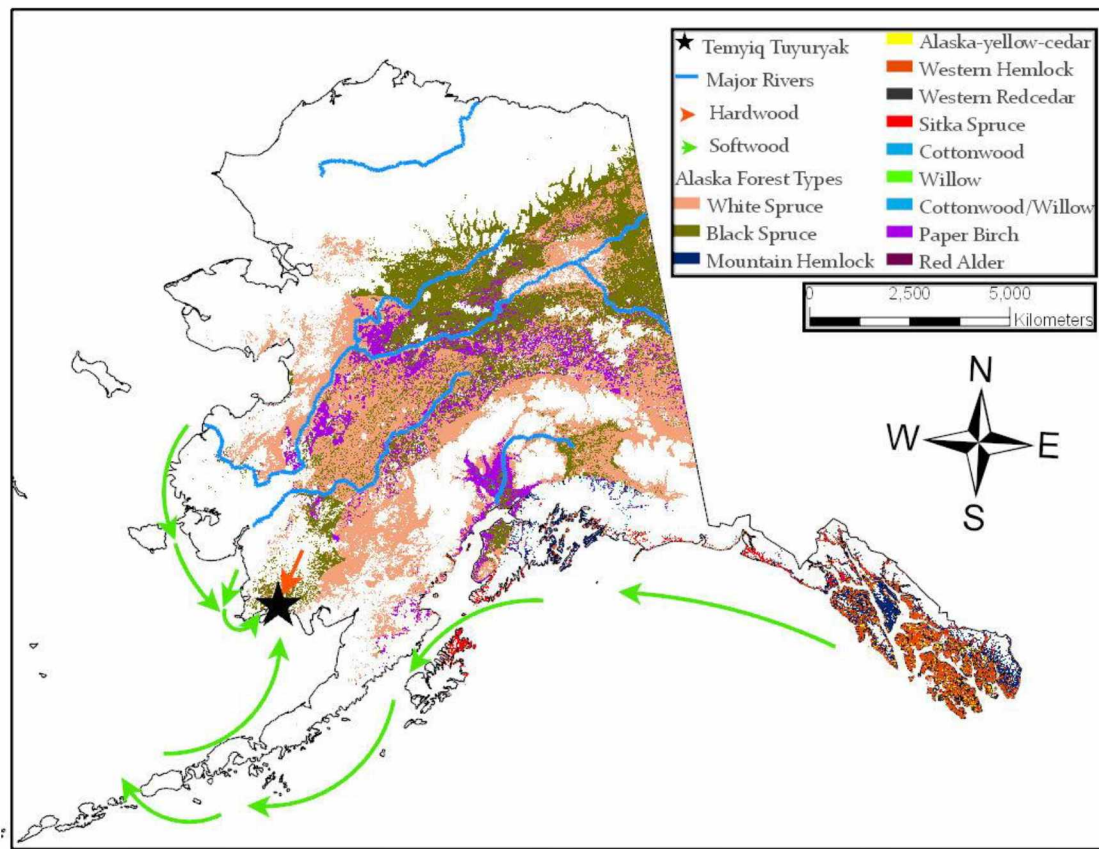 Temyiq Tuyuryak
Major Rivers
Hardwood
Softwood
Alaska Forest Types
White Spruce
Black Spruce
Mountain Hemlock
Alaska-yellow-cedar
Western Hemlock
Western Redcedar
Sitka Spruce
Cottonwood
Willow
Cottonwood/Willow
Paper Birch
Red Alder
0 2,500 5,000
Kilometers
N
W E
S